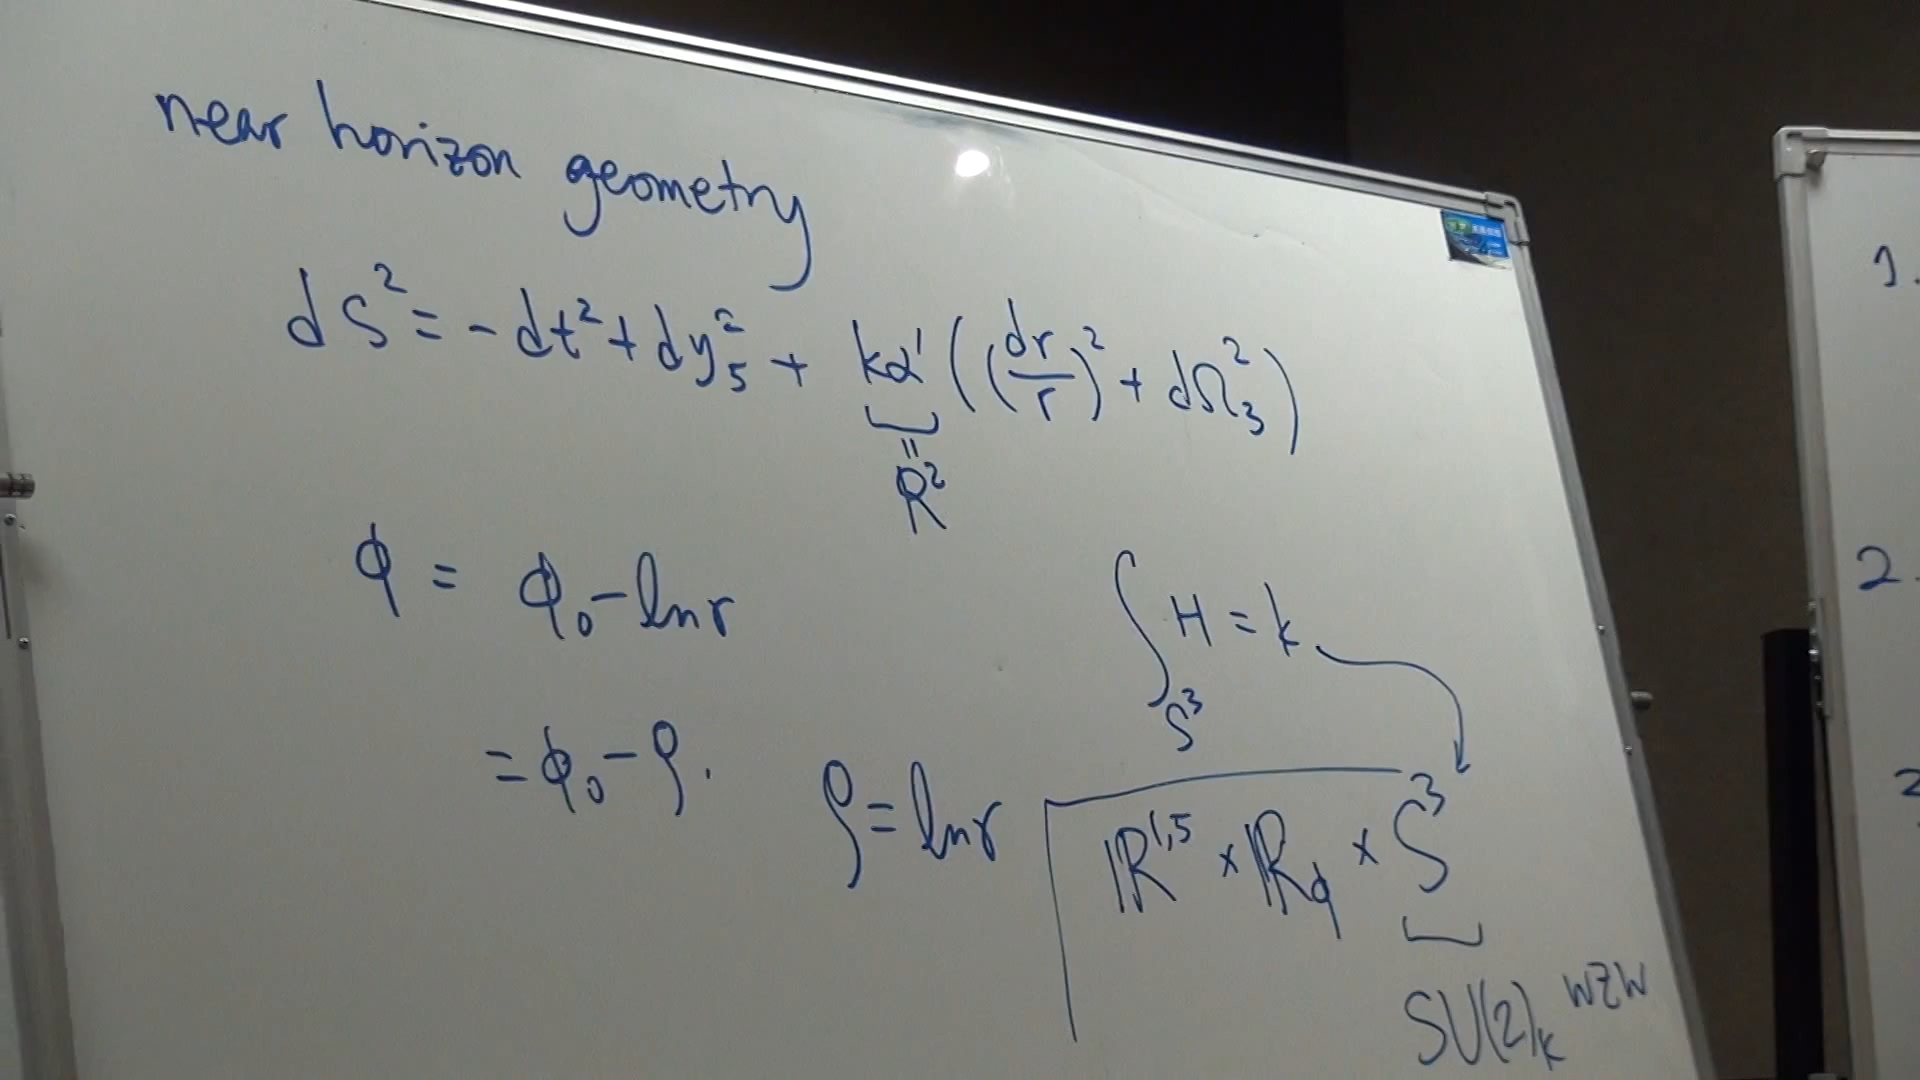 near horizon geometry
ds² = -dt² + dy₅² + kα' ((dr/r)² + dΩ₃²)
= R²
ϕ = ϕ₀ - ln r
∫_{S³} H = k
= ϕ₀ - ρ.
ρ = ln r
ℝ^{1,5} × ℝ_ϕ × S³
SU(2)_k WZW
1.
2.